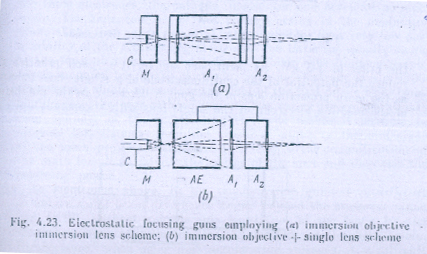 C M A₁ A₂
(a)
C M AE A₁ A₂
(b)
Fig. 4.23. Electrostatic focusing guns employing (a) immersion objective -
immersion lens scheme; (b) immersion objective + single lens scheme